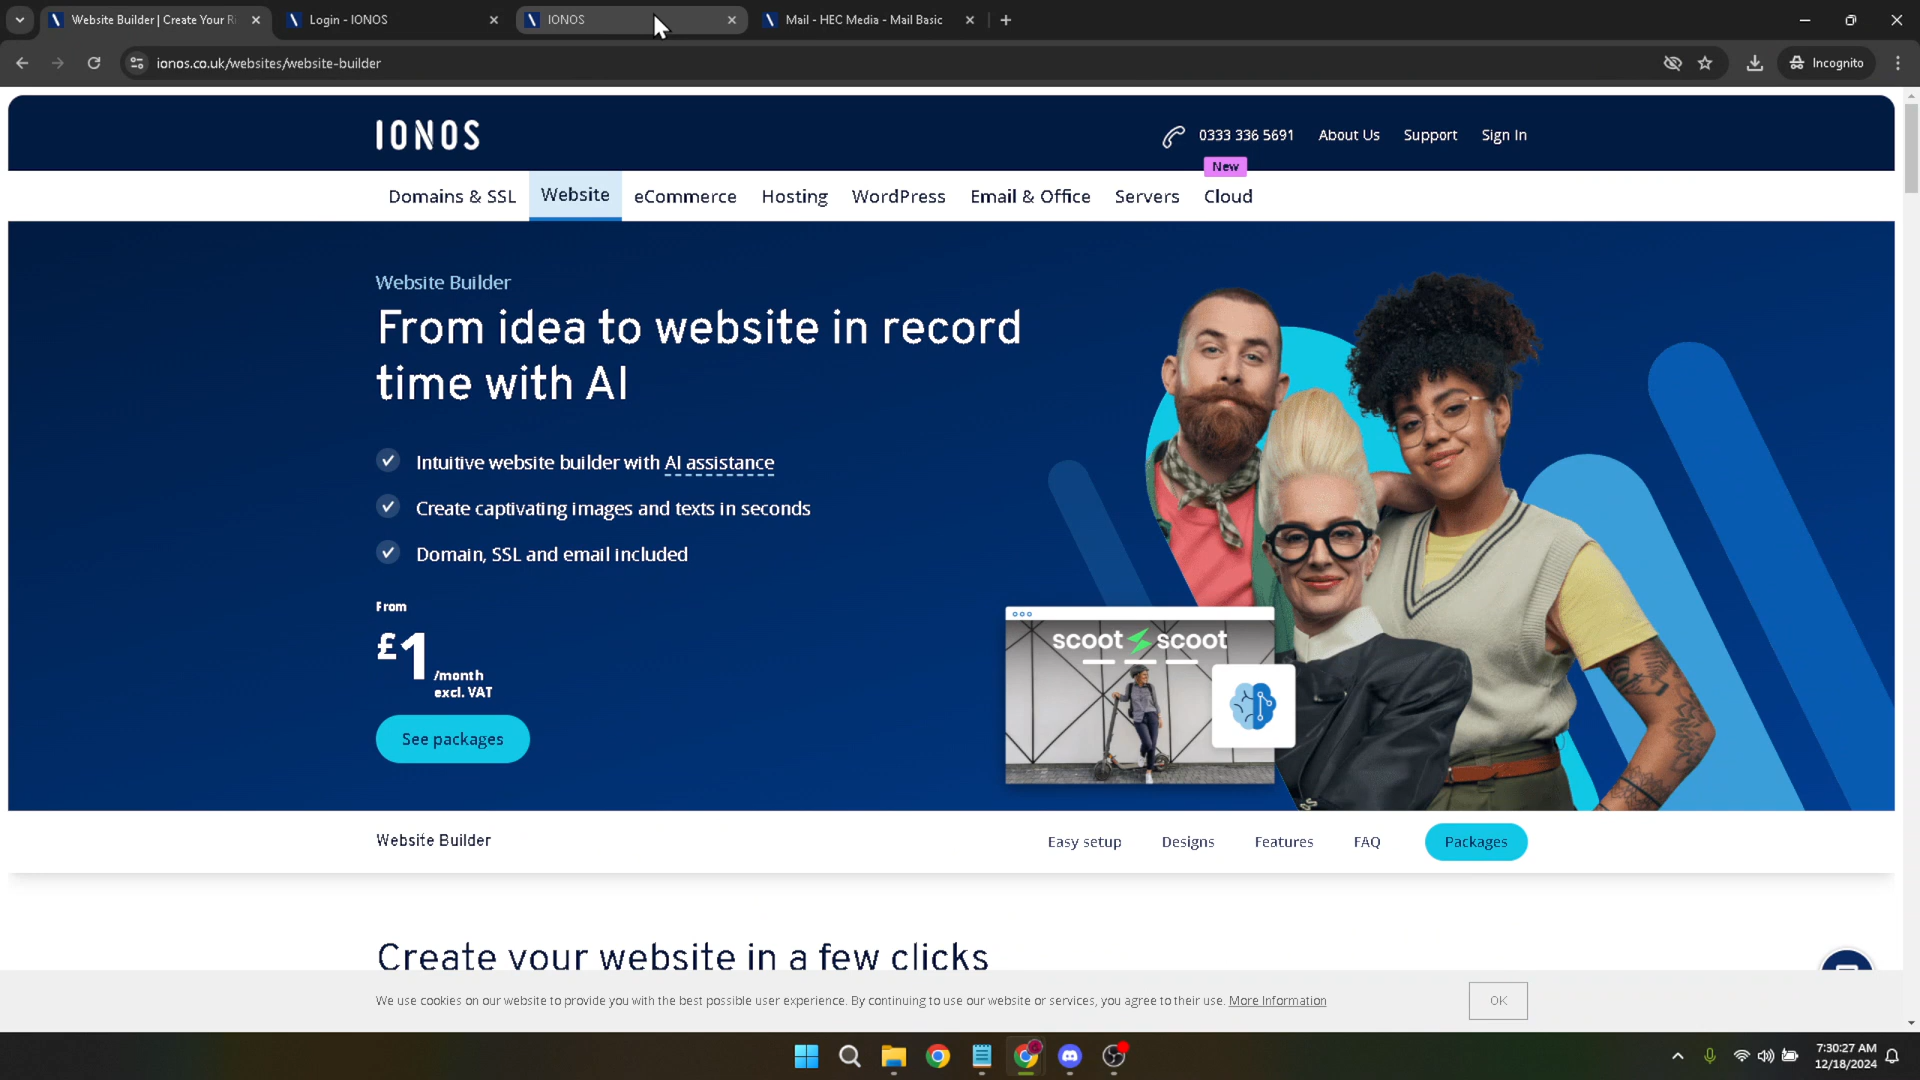 Website Builder | Create Your R
Login - IONOS
IONOS
Mail - HEC Media - Mail Basic
ionos.co.uk/websites/website-builder
Incognito
IONOS
0333 336 5691
About Us
Support
Sign In
New
Domains & SSL
Website
eCommerce
Hosting
WordPress
Email & Office
Servers
Cloud
Website Builder
From idea to website in record
time with AI
Intuitive website builder with AI assistance
Create captivating images and texts in seconds
Domain, SSL and email included
From
£1
/month
excl. VAT
See packages
scoot scoot
Website Builder
Easy setup
Designs
Features
FAQ
Packages
Create your website in a few clicks
We use cookies on our website to provide you with the best possible user experience. By continuing to use our website or services, you agree to their use. More Information
OK
7:30:27 AM
12/18/2024